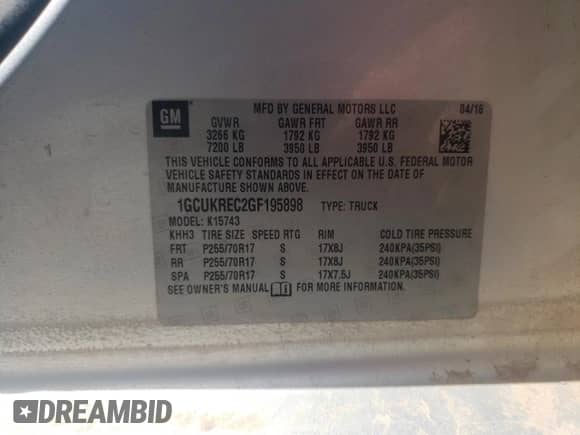 GM
MFD BY GENERAL MOTORS LLC 04/16
GVWR GAWR FRT GAWR RR
3266 KG 1792 KG 1792 KG
7200 LB 3950 LB 3950 LB
THIS VEHICLE CONFORMS TO ALL APPLICABLE U.S. FEDERAL MOTOR
VEHICLE SAFETY STANDARDS IN EFFECT ON THE DATE OF
MANUFACTURE SHOWN ABOVE.
1GCUKREC2GF195898 TYPE: TRUCK
MODEL: K15743
KHH3 TIRE SIZE SPEED RTG RIM COLD TIRE PRESSURE
FRT P255/70R17 S 17X8J 240KPA(35PSI)
RR P255/70R17 S 17X8J 240KPA(35PSI)
SPA P255/70R17 S 17X7.5J 240KPA(35PSI)
SEE OWNER'S MANUAL FOR MORE INFORMATION.
DREAMBID